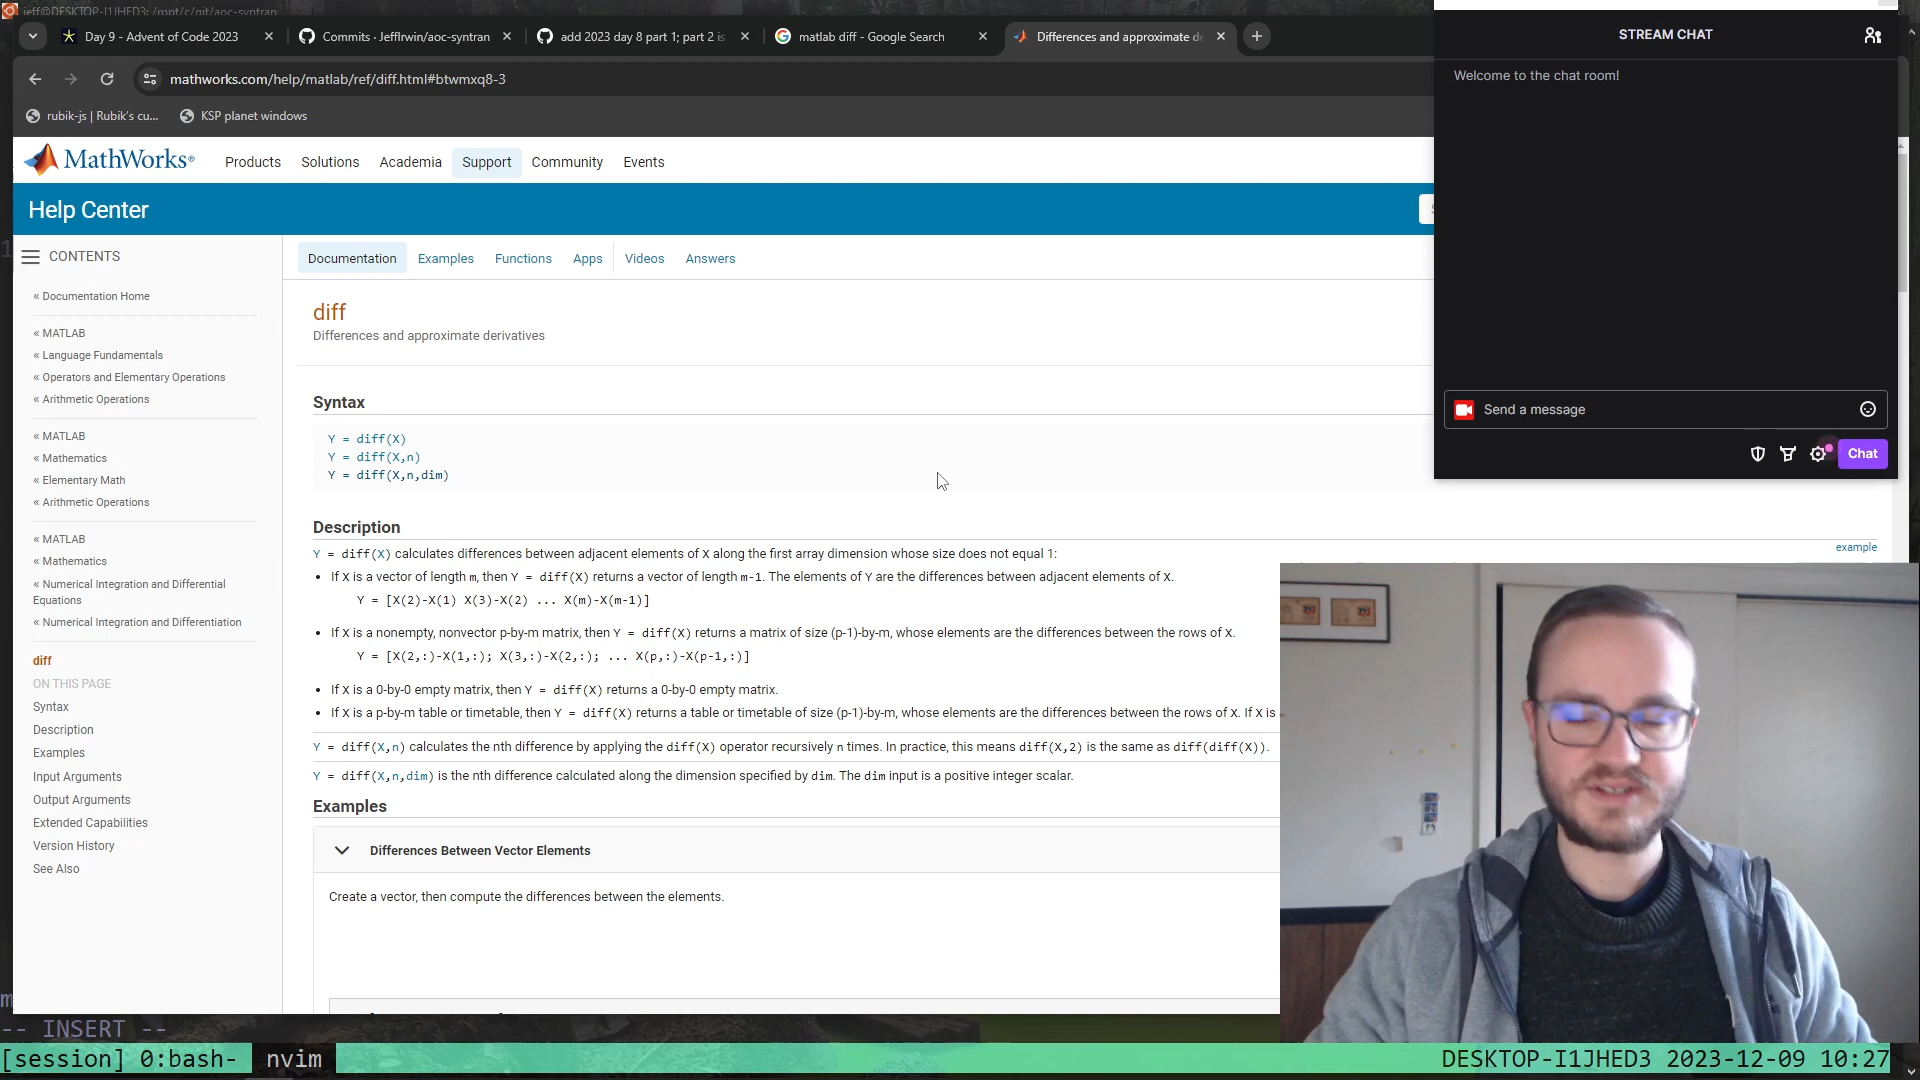 jeff@DESKTOP-I1JHED3: /mnt/c/git/aoc-syntran
Day 9 - Advent of Code 2023
Commits · JeffIrwin/aoc-syntran
add 2023 day 8 part 1; part 2 is
matlab diff - Google Search
Differences and approximate de
mathworks.com/help/matlab/ref/diff.html#btwmxq8-3
rubik-js | Rubik's cu...
KSP planet windows
MathWorks®
Products
Solutions
Academia
Support
Community
Events
Help Center
CONTENTS
Documentation
Examples
Functions
Apps
Videos
Answers
« Documentation Home
« MATLAB
« Language Fundamentals
« Operators and Elementary Operations
« Arithmetic Operations
« MATLAB
« Mathematics
« Elementary Math
« Arithmetic Operations
« MATLAB
« Mathematics
« Numerical Integration and Differential
Equations
« Numerical Integration and Differentiation
diff
ON THIS PAGE
Syntax
Description
Examples
Input Arguments
Output Arguments
Extended Capabilities
Version History
See Also
diff
Differences and approximate derivatives
Syntax
Y = diff(X)
Y = diff(X,n)
Y = diff(X,n,dim)
Description
Y = diff(X) calculates differences between adjacent elements of X along the first array dimension whose size does not equal 1:
example
• If X is a vector of length m, then Y = diff(X) returns a vector of length m-1. The elements of Y are the differences between adjacent elements of X.
Y = [X(2)-X(1) X(3)-X(2) ... X(m)-X(m-1)]
• If X is a nonempty, nonvector p-by-m matrix, then Y = diff(X) returns a matrix of size (p-1)-by-m, whose elements are the differences between the rows of X.
Y = [X(2,:)-X(1,:); X(3,:)-X(2,:); ... X(p,:)-X(p-1,:)]
• If X is a 0-by-0 empty matrix, then Y = diff(X) returns a 0-by-0 empty matrix.
• If X is a p-by-m table or timetable, then Y = diff(X) returns a table or timetable of size (p-1)-by-m, whose elements are the differences between the rows of X. If X is
Y = diff(X,n) calculates the nth difference by applying the diff(X) operator recursively n times. In practice, this means diff(X,2) is the same as diff(diff(X)).
Y = diff(X,n,dim) is the nth difference calculated along the dimension specified by dim. The dim input is a positive integer scalar.
Examples
Differences Between Vector Elements
Create a vector, then compute the differences between the elements.
STREAM CHAT
Welcome to the chat room!
Send a message
Chat
-- INSERT --
[session] 0:bash- nvim
DESKTOP-I1JHED3 2023-12-09 10:27